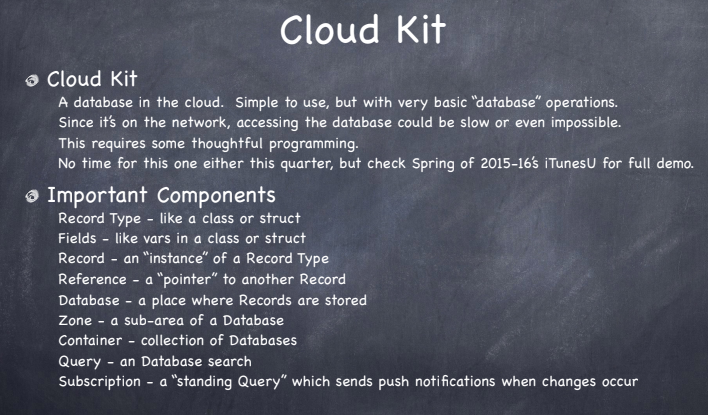 Cloud Kit
Cloud Kit
A database in the cloud. Simple to use, but with very basic “database” operations.
Since it’s on the network, accessing the database could be slow or even impossible.
This requires some thoughtful programming.
No time for this one either this quarter, but check Spring of 2015-16’s iTunesU for full demo.
Important Components
Record Type - like a class or struct
Fields - like vars in a class or struct
Record - an “instance” of a Record Type
Reference - a “pointer” to another Record
Database - a place where Records are stored
Zone - a sub-area of a Database
Container - collection of Databases
Query - an Database search
Subscription - a “standing Query” which sends push notifications when changes occur